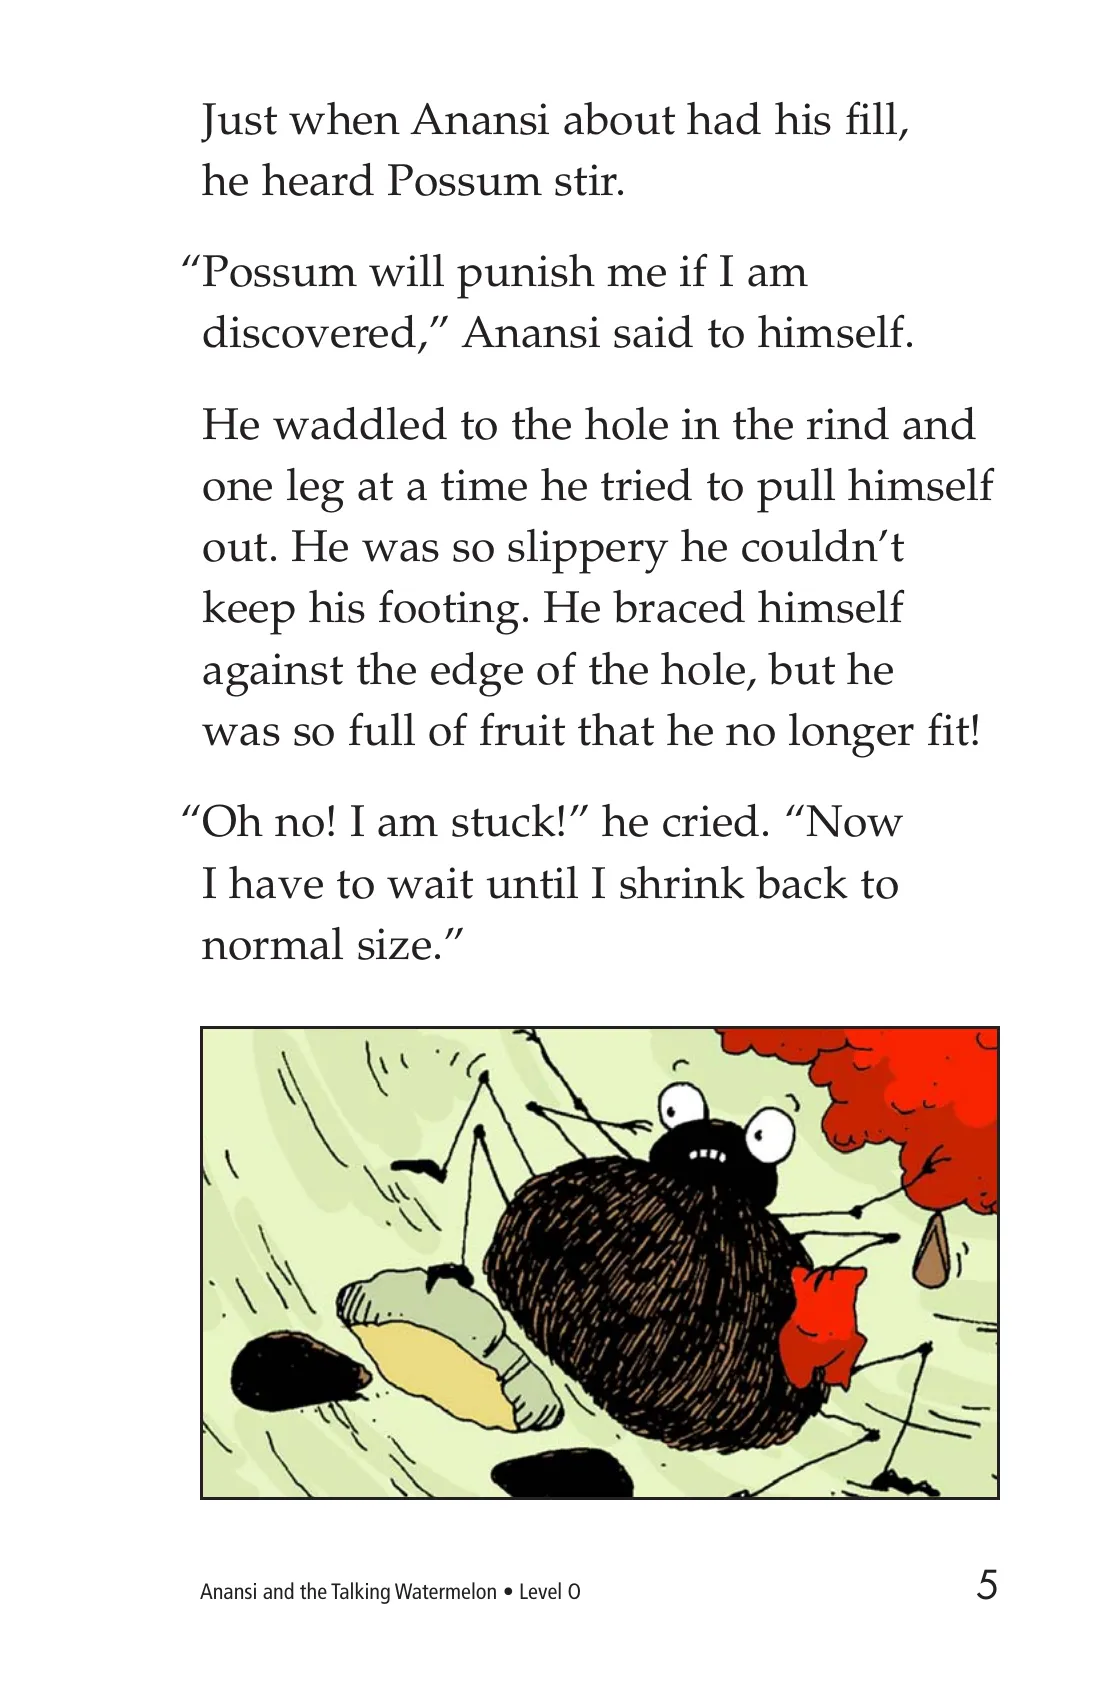 Just when Anansi about had his fill,
he heard Possum stir.
“Possum will punish me if I am
discovered,” Anansi said to himself.
He waddled to the hole in the rind and
one leg at a time he tried to pull himself
out. He was so slippery he couldn’t
keep his footing. He braced himself
against the edge of the hole, but he
was so full of fruit that he no longer fit!
“Oh no! I am stuck!” he cried. “Now
I have to wait until I shrink back to
normal size.”
Anansi and the Talking Watermelon • Level O
5